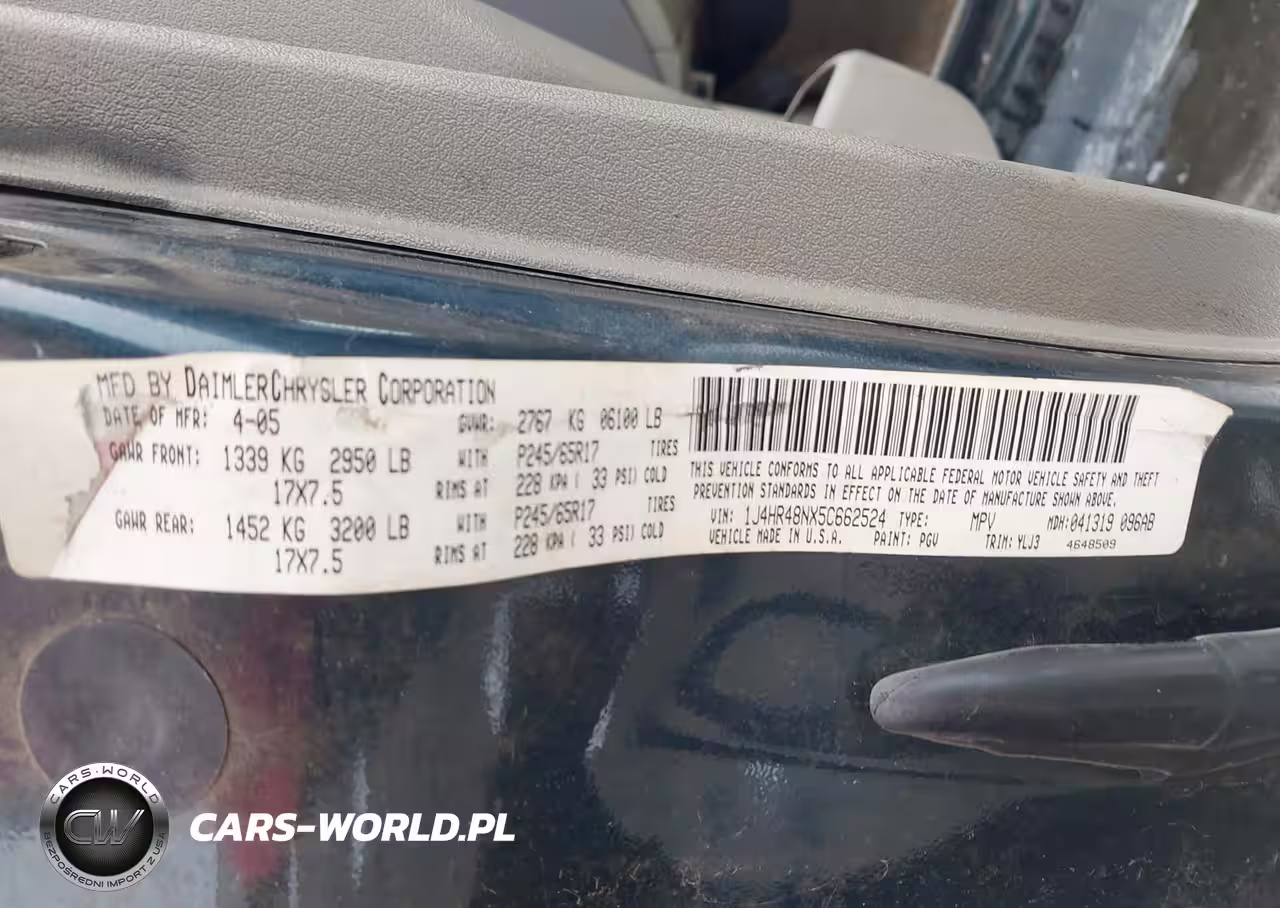 MFD BY DAIMLERCHRYSLER CORPORATION
DATE OF MFR: 4-05 GVWR: 2767 KG 06100 LB
GAWR FRONT: 1339 KG 2950 LB WITH P245/65R17 TIRES
17X7.5 RIMS AT 228 KPA ( 33 PSI) COLD
GAWR REAR: 1452 KG 3200 LB WITH P245/65R17 TIRES
17X7.5 RIMS AT 228 KPA ( 33 PSI) COLD
THIS VEHICLE CONFORMS TO ALL APPLICABLE FEDERAL MOTOR VEHICLE SAFETY AND THEFT
PREVENTION STANDARDS IN EFFECT ON THE DATE OF MANUFACTURE SHOWN ABOVE.
VIN: 1J4HR48NX5C662524 TYPE: MPV MDH:041319 096AB
VEHICLE MADE IN U.S.A. PAINT: PGV TRIM: YLJ3 4648509
CARS-WORLD
CW
BEZPOŚREDNI IMPORT Z USA
CARS-WORLD.PL